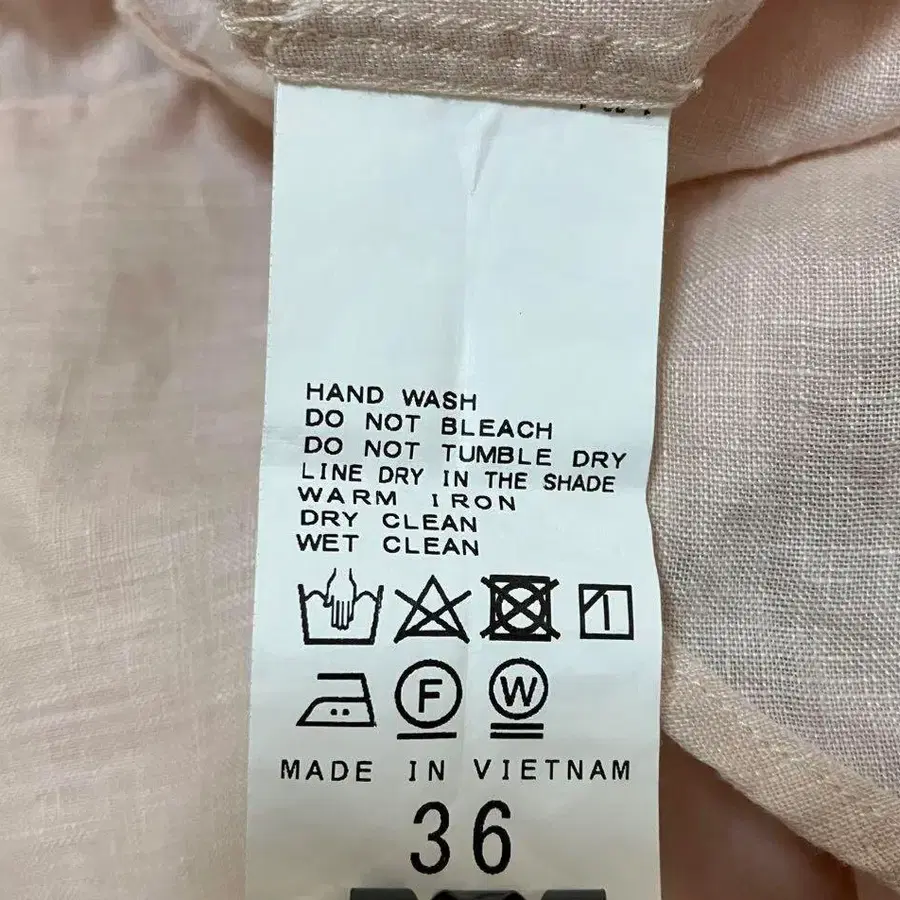 HAND WASH
DO NOT BLEACH
DO NOT TUMBLE DRY
LINE DRY IN THE SHADE
WARM IRON
DRY CLEAN
WET CLEAN
F W
MADE IN VIETNAM
36